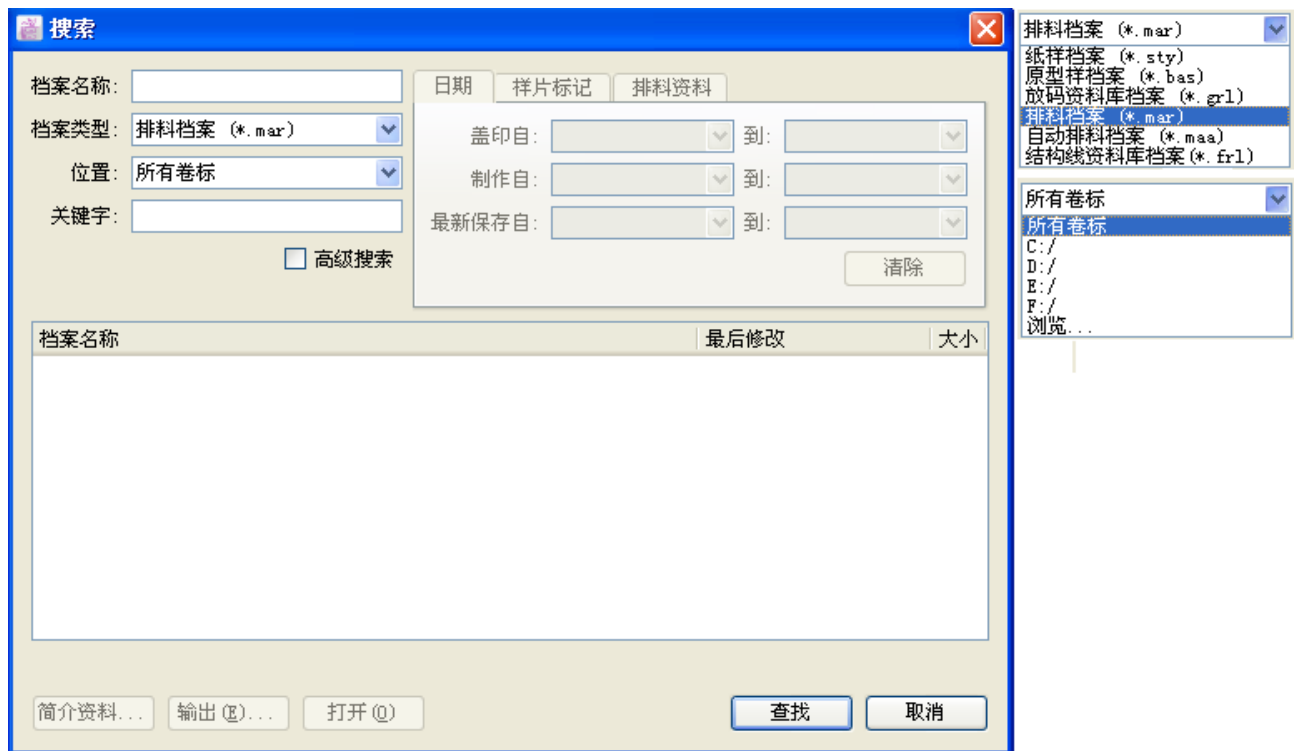 搜索
档案名称:
档案类型: 排料档案 (*.mar)
位置: 所有卷标
关键字:
高级搜索
日期 样片标记 排料资料
盖印自: 到:
制作自: 到:
最新保存自: 到:
清除
档案名称 最后修改 大小
简介资料... 输出(E)... 打开(O) 查找 取消
排料档案 (*.mar)
纸样档案 (*.sty)
原型样档案 (*.bas)
放码资料库档案 (*.grl)
排料档案 (*.mar)
自动排料档案 (*.maa)
结构线资料库档案(*.frl)
所有卷标
所有卷标
C:/
D:/
E:/
F:/
浏览...